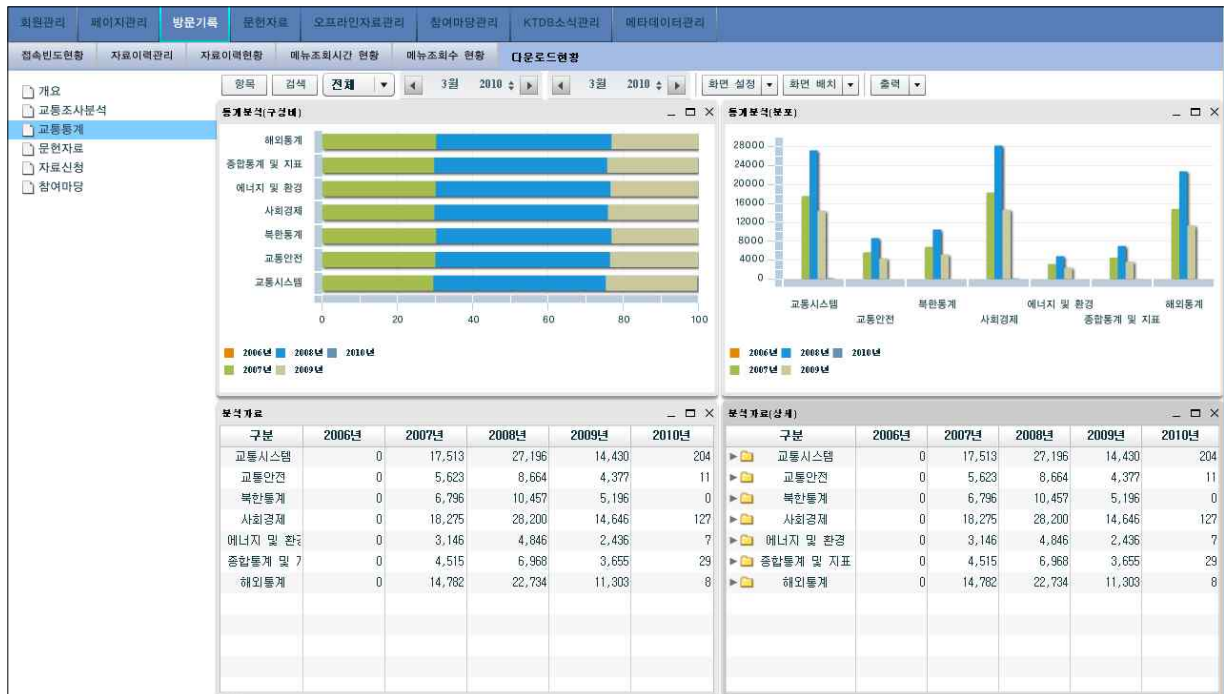 회원관리 페이지관리 방문기록 문헌자료 오프라인자료관리 참여마당관리 KTDB소식관리 메타데이터관리
접속빈도현황 자료이력관리 자료이력현황 메뉴조회시간 현황 메뉴조회수 현황 다운로드현황
개요
교통조사분석
교통통계
문헌자료
자료신청
참여마당
항목 검색 전체 3월 2010 3월 2010 화면 설정 화면 배치 출력
통계분석(구성비)
해외통계
종합통계 및 지표
에너지 및 환경
사회경제
북한통계
교통안전
교통시스템
0 20 40 60 80 100
2006년 2008년 2010년
2007년 2009년
통계분석(분포)
28000
24000
20000
16000
12000
8000
4000
0
교통시스템 북한통계 에너지 및 환경 해외통계
교통안전 사회경제 종합통계 및 지표
2006년 2008년 2010년
2007년 2009년
분석자료
구분 2006년 2007년 2008년 2009년 2010년
교통시스템 0 17,513 27,196 14,430 204
교통안전 0 5,623 8,664 4,377 11
북한통계 0 6,796 10,457 5,196 0
사회경제 0 18,275 28,200 14,646 127
에너지 및 환 0 3,146 4,846 2,436 7
종합통계 및 0 4,515 6,968 3,655 29
해외통계 0 14,782 22,734 11,303 8
분석자료(상세)
구분 2006년 2007년 2008년 2009년 2010년
교통시스템 0 17,513 27,196 14,430 204
교통안전 0 5,623 8,664 4,377 11
북한통계 0 6,796 10,457 5,196 0
사회경제 0 18,275 28,200 14,646 127
에너지 및 환경 0 3,146 4,846 2,436 7
종합통계 및 지표 0 4,515 6,968 3,655 29
해외통계 0 14,782 22,734 11,303 8